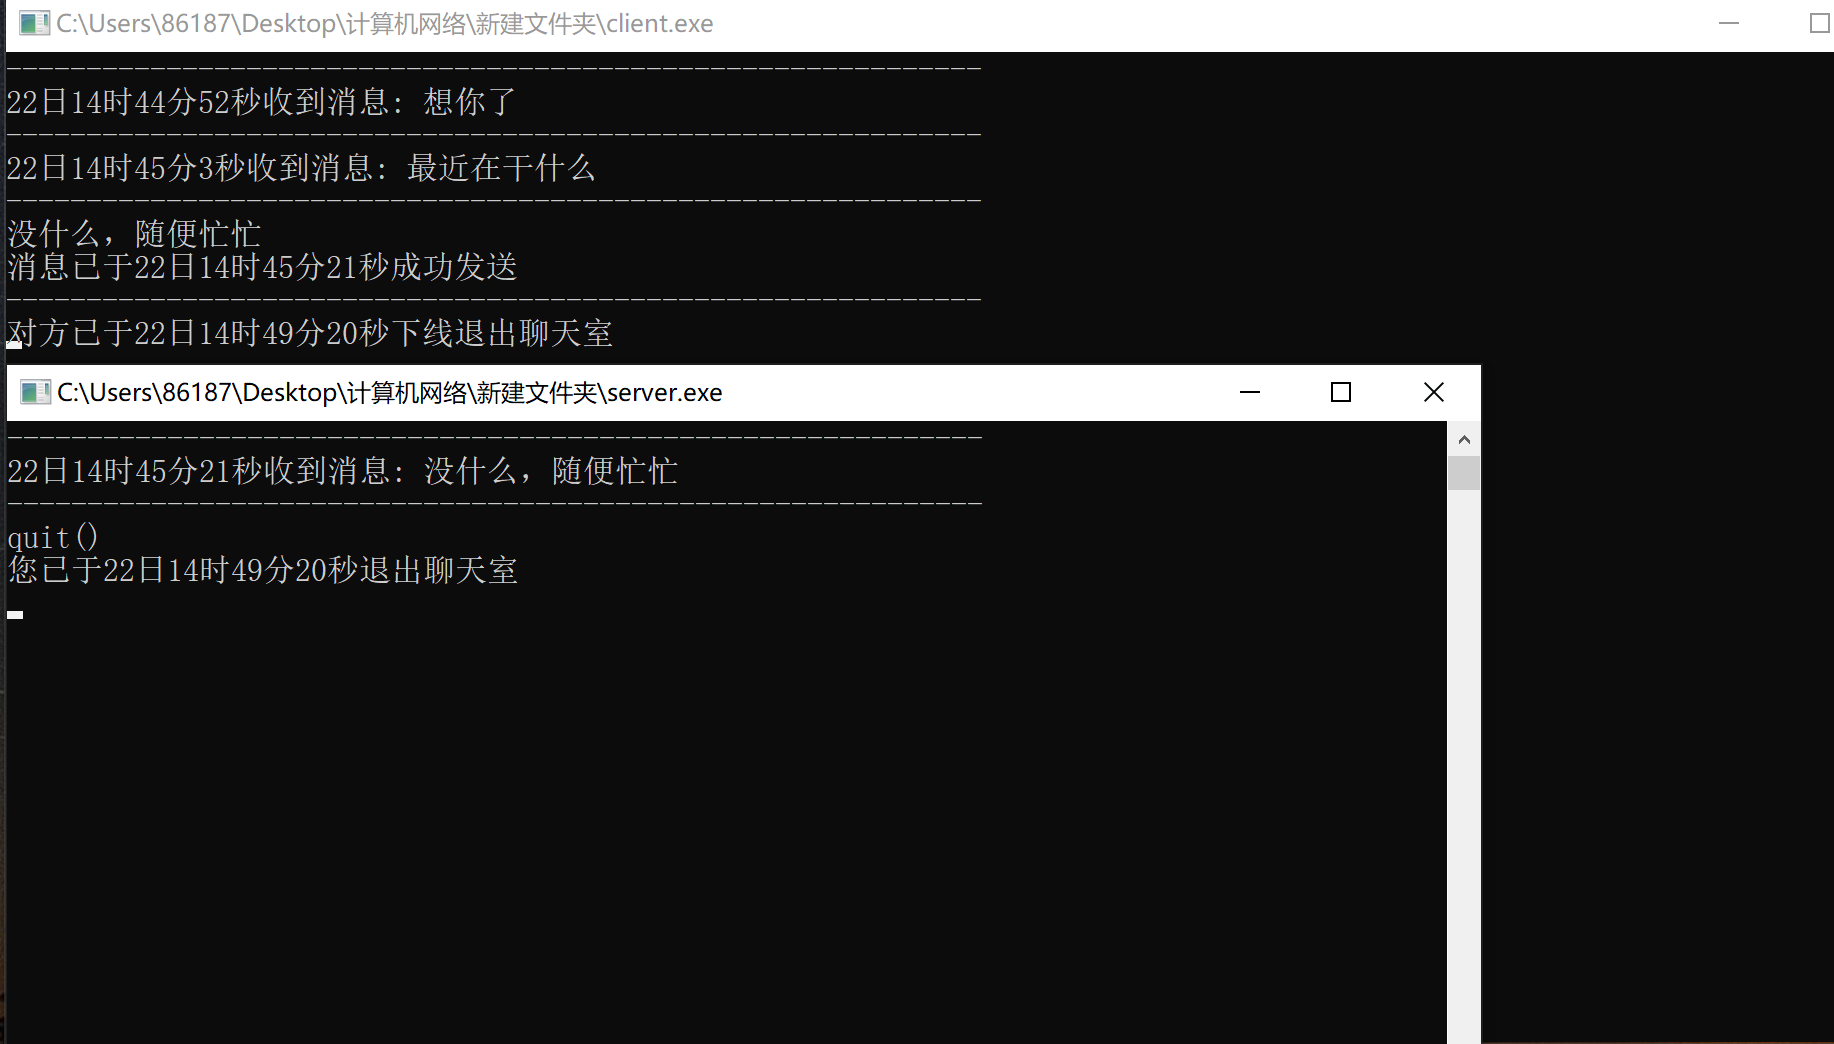 C:\Users\86187\Desktop\计算机网络\新建文件夹\client.exe
-------------------------------------------------------------
22日14时44分52秒收到消息: 想你了
-------------------------------------------------------------
22日14时45分3秒收到消息: 最近在干什么
-------------------------------------------------------------
没什么，随便忙忙
消息已于22日14时45分21秒成功发送
-------------------------------------------------------------
对方已于22日14时49分20秒下线退出聊天室
C:\Users\86187\Desktop\计算机网络\新建文件夹\server.exe
-------------------------------------------------------------
22日14时45分21秒收到消息: 没什么，随便忙忙
-------------------------------------------------------------
quit()
您已于22日14时49分20秒退出聊天室